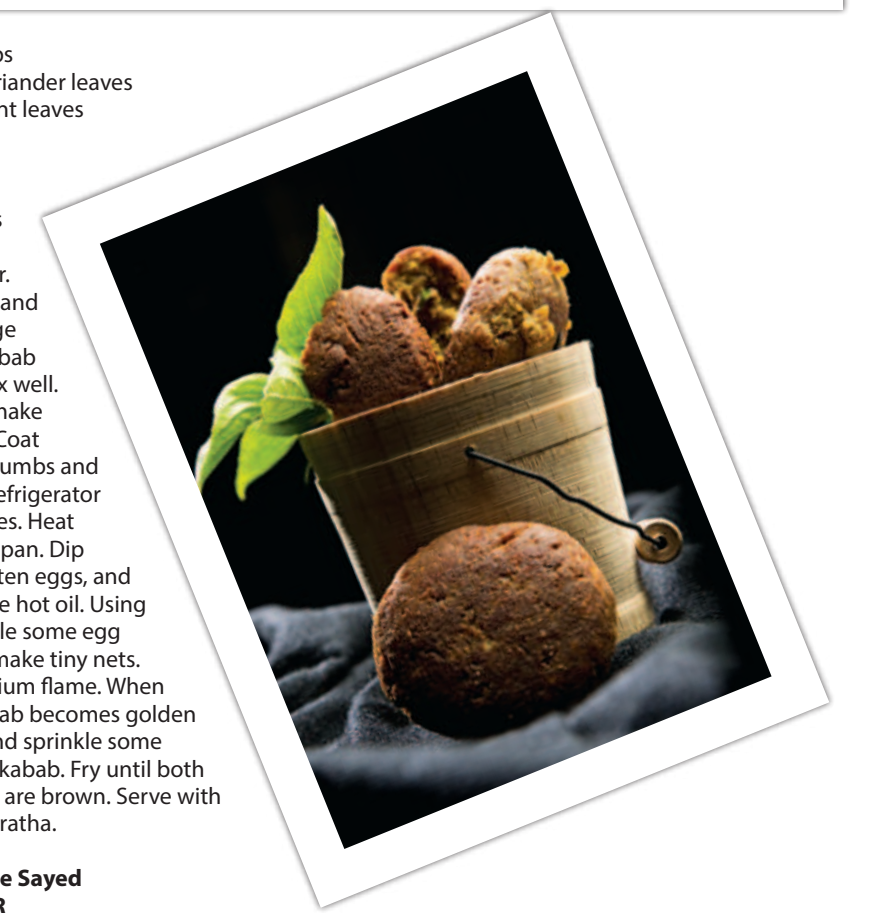 os
riander leaves
nt leaves
s
r.
and
ge
bab
x well.
make
Coat
umbs and
efrigerator
es. Heat
pan. Dip
ten eggs, and
e hot oil. Using
le some egg
make tiny nets.
ium flame. When
ab becomes golden
nd sprinkle some
kabab. Fry until both
are brown. Serve with
ratha.
e Sayed
R